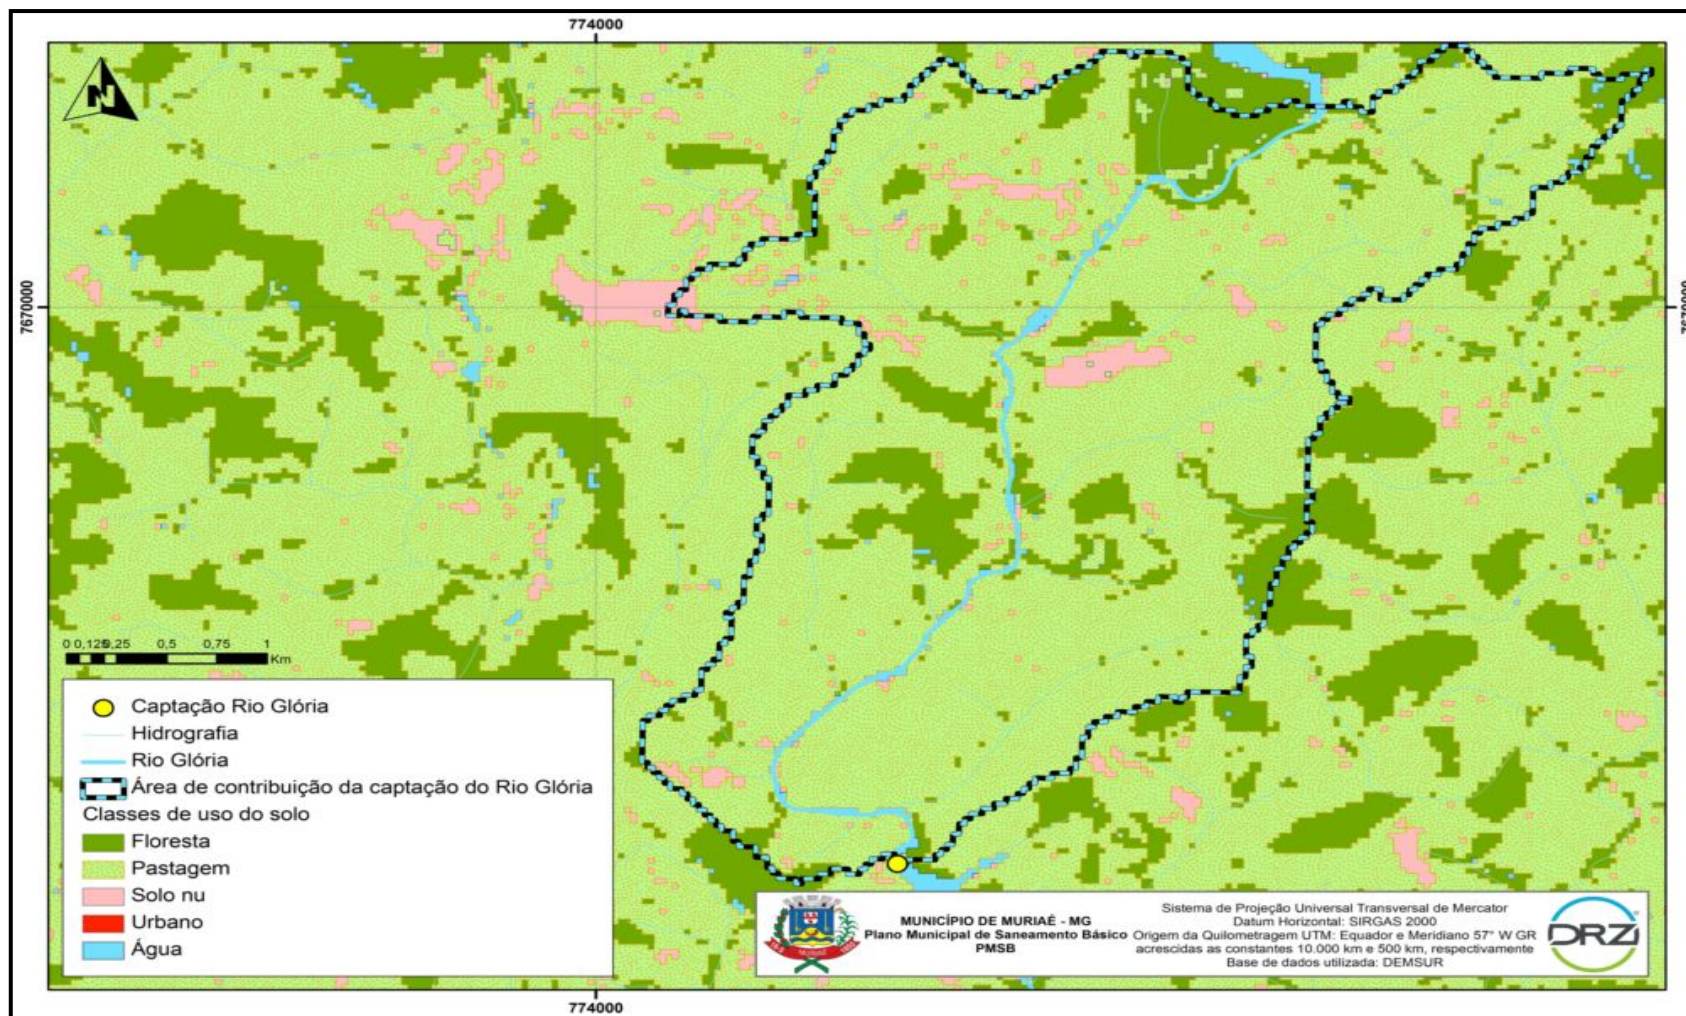 774000
N
7670000
7670000
0 0,125 0,25 0,5 0,75 1
Km
Captação Rio Glória
Hidrografia
Rio Glória
Área de contribuição da captação do Rio Glória
Classes de uso do solo
Floresta
Pastagem
Solo nu
Urbano
Água
MUNICÍPIO DE MURIAÉ - MG
Plano Municipal de Saneamento Básico
PMSB
Sistema de Projeção Universal Transversal de Mercator
Datum Horizontal: SIRGAS 2000
Origem da Quilometragem UTM: Equador e Meridiano 57° W GR
acrescidas as constantes 10.000 km e 500 km, respectivamente
Base de dados utilizada: DEMSUR
MURIAÉ
DRZ
774000